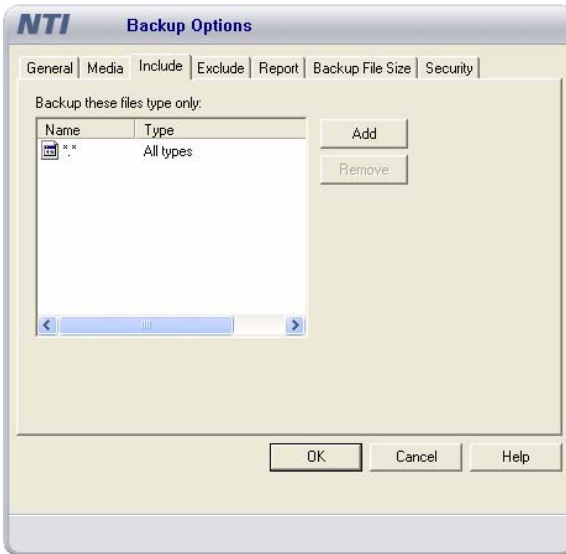 NTI Backup Options
General Media Include Exclude Report Backup File Size Security
Backup these files type only:
Name Type
*.* All types
Add
Remove
OK Cancel Help